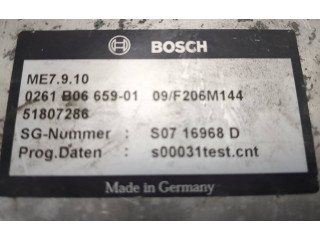 BOSCH
ME7.9.10
0261 B06 659-01 09/F206M144
51807286
SG-Nummer : S07 16968 D
Prog.Daten : s00031test.cnt
Made in Germany